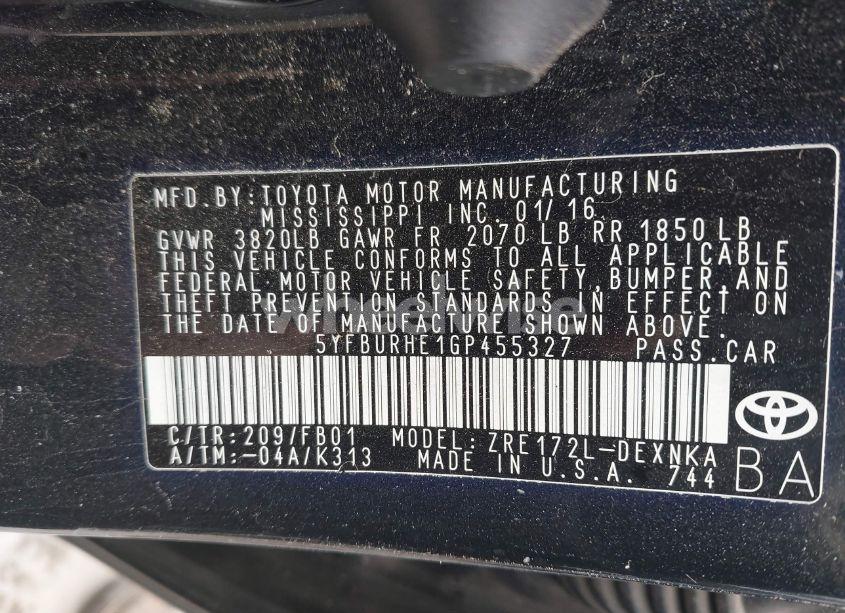 MFD. BY: TOYOTA MOTOR MANUFACTURING
MISSISSIPPI INC. 01/16
GVWR 3820LB GAWR FR 2070 LB RR 1850 LB
THIS VEHICLE CONFORMS TO ALL APPLICABLE
FEDERAL MOTOR VEHICLE SAFETY, BUMPER, AND
THEFT PREVENTION STANDARDS IN EFFECT ON
THE DATE OF MANUFACTURE SHOWN ABOVE.
5YFBURHE1GP455327 PASS. CAR
C/TR: 209/FB01 MODEL: ZRE172L-DEXNKA
A/TM: -04A/K313 MADE IN U.S.A. 744
BA